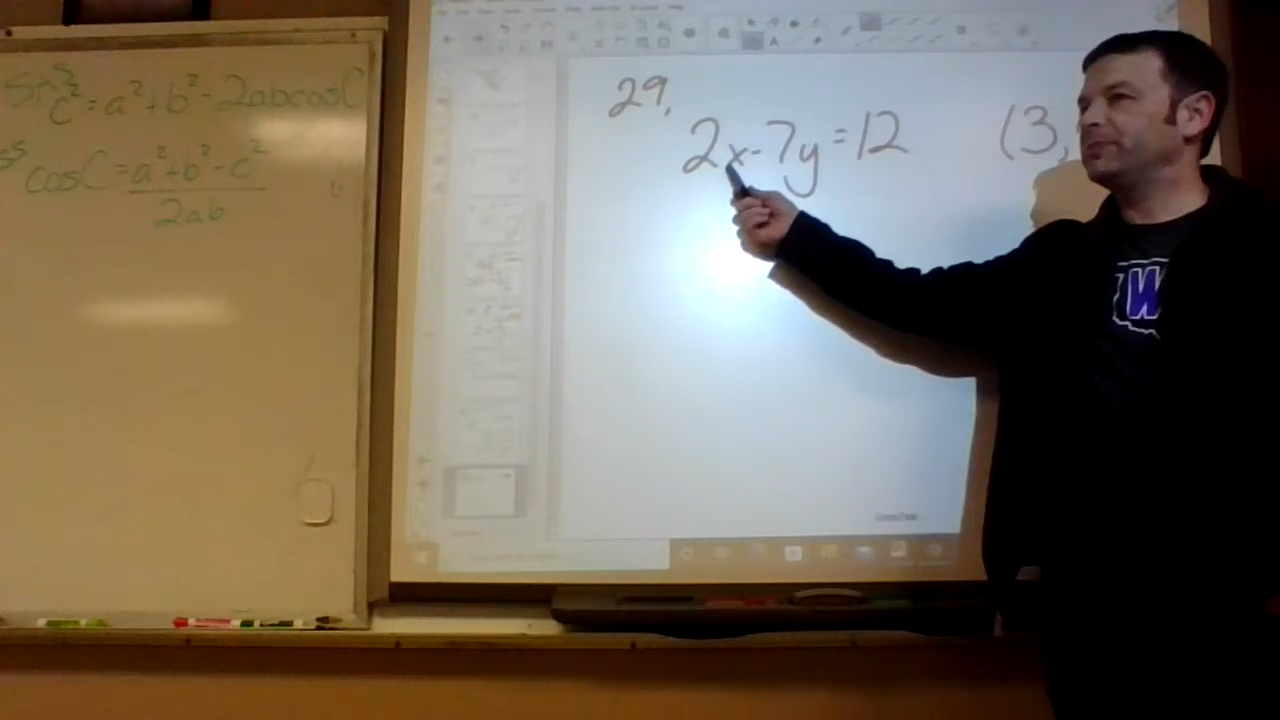 c² = a² + b² - 2abcosC
cosC = a² + b² - c²
2ab
29.
2x - 7y = 12
(3,
W